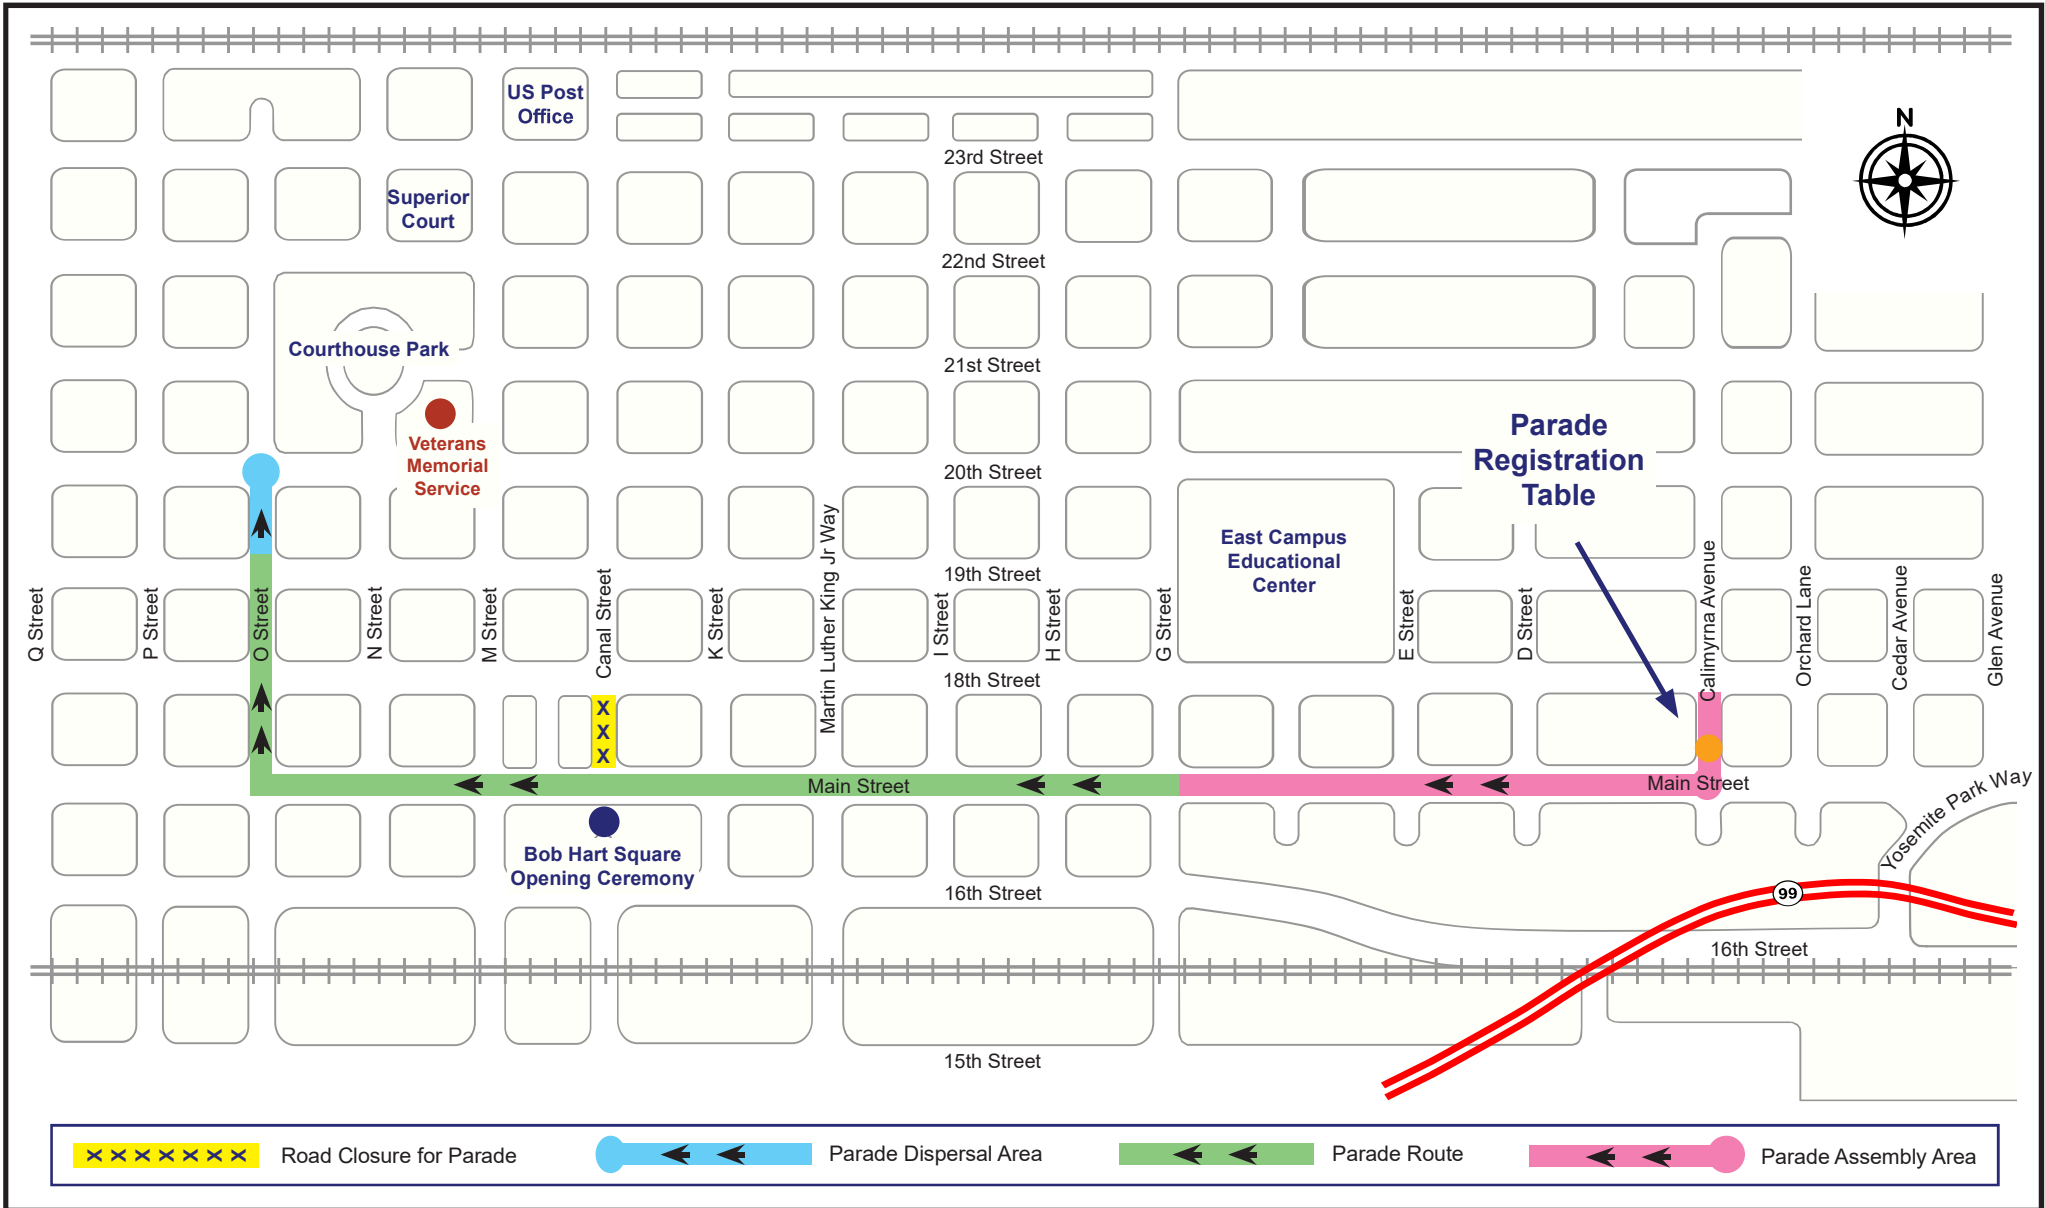 US Post
Office
N
23rd Street
Superior
Court
22nd Street
Courthouse Park
21st Street
Veterans
Memorial
Service
20th Street
Parade
Registration
Table
East Campus
Educational
Center
19th Street
Q Street
P Street
O Street
N Street
M Street
Canal Street
K Street
Martin Luther King Jr Way
I Street
H Street
G Street
E Street
D Street
Calimyrna Avenue
Orchard Lane
Cedar Avenue
Glen Avenue
18th Street
X
X
X
Main Street
Main Street
Yosemite Park Way
Bob Hart Square
Opening Ceremony
16th Street
99
16th Street
15th Street
X X X X X X X
Road Closure for Parade
Parade Dispersal Area
Parade Route
Parade Assembly Area